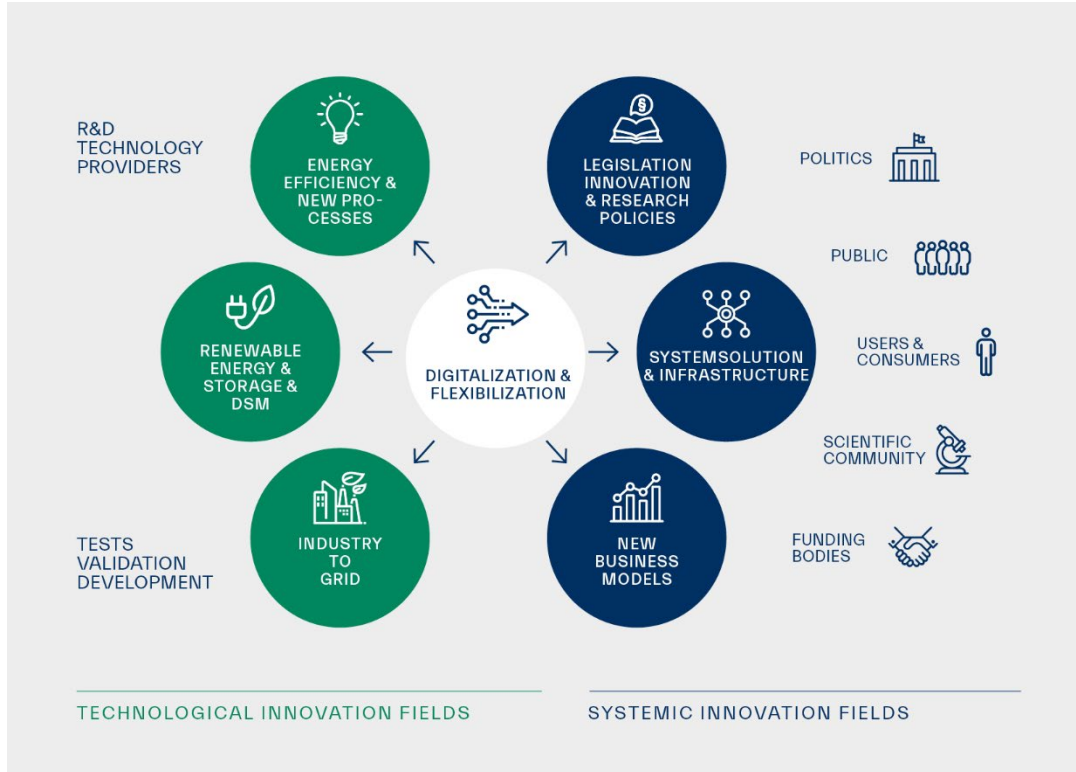 R&D
TECHNOLOGY
PROVIDERS
ENERGY
EFFICIENCY &
NEW PRO-
CESSES
LEGISLATION
INNOVATION
& RESEARCH
POLICIES
POLITICS
PUBLIC
RENEWABLE
ENERGY &
STORAGE &
DSM
DIGITALIZATION &
FLEXIBILIZATION
SYSTEMSOLUTION
& INFRASTRUCTURE
USERS &
CONSUMERS
SCIENTIFIC
COMMUNITY
TESTS
VALIDATION
DEVELOPMENT
INDUSTRY
TO
GRID
NEW
BUSINESS
MODELS
FUNDING
BODIES
TECHNOLOGICAL INNOVATION FIELDS
SYSTEMIC INNOVATION FIELDS
§